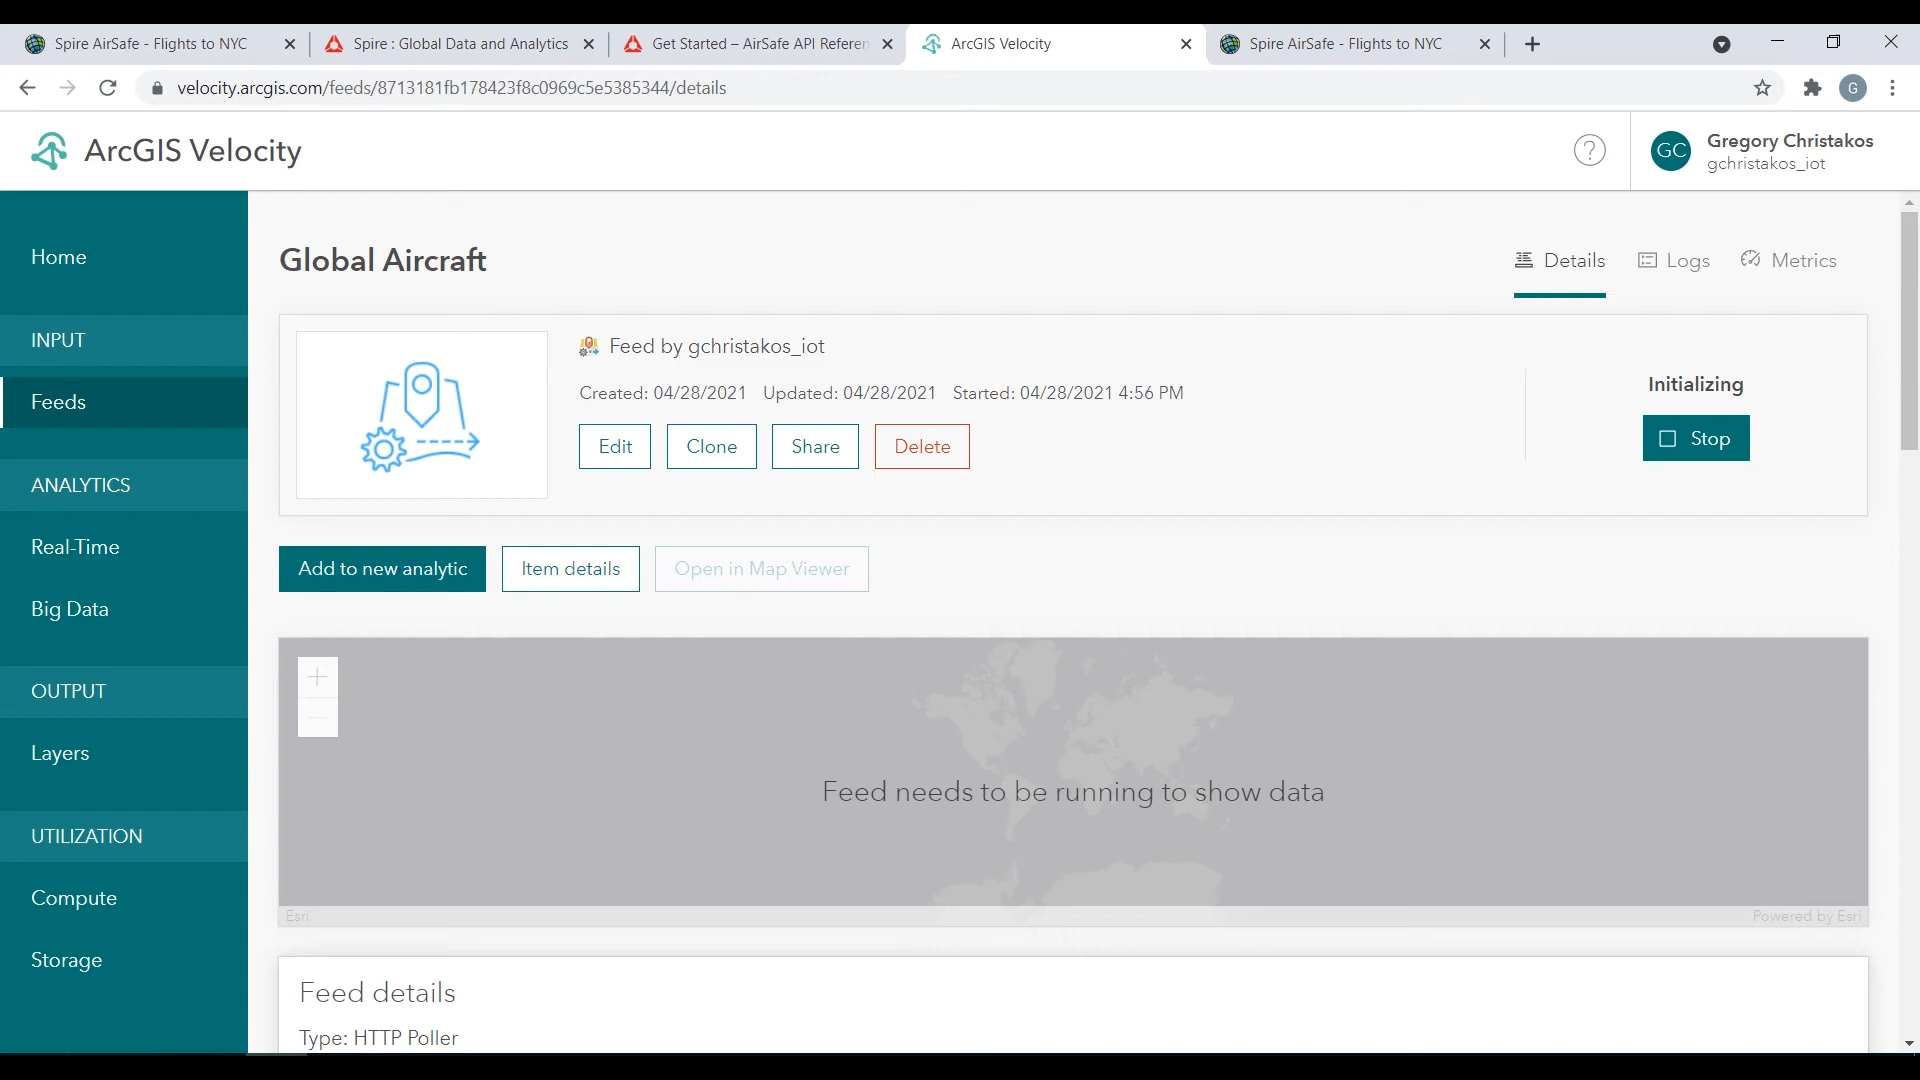 Spire AirSafe - Flights to NYC
Spire : Global Data and Analytics
Get Started – AirSafe API Referen
ArcGIS Velocity
Spire AirSafe - Flights to NYC
velocity.arcgis.com/feeds/8713181fb178423f8c0969c5e5385344/details
G
ArcGIS Velocity
?
GC
Gregory Christakos
gchristakos_iot
Home
INPUT
Feeds
ANALYTICS
Real-Time
Big Data
OUTPUT
Layers
UTILIZATION
Compute
Storage
Global Aircraft
Details
Logs
Metrics
Feed by gchristakos_iot
Created: 04/28/2021 Updated: 04/28/2021 Started: 04/28/2021 4:56 PM
Edit
Clone
Share
Delete
Initializing
Stop
Add to new analytic
Item details
Open in Map Viewer
Feed needs to be running to show data
Esri
Powered by Esri
Feed details
Type: HTTP Poller